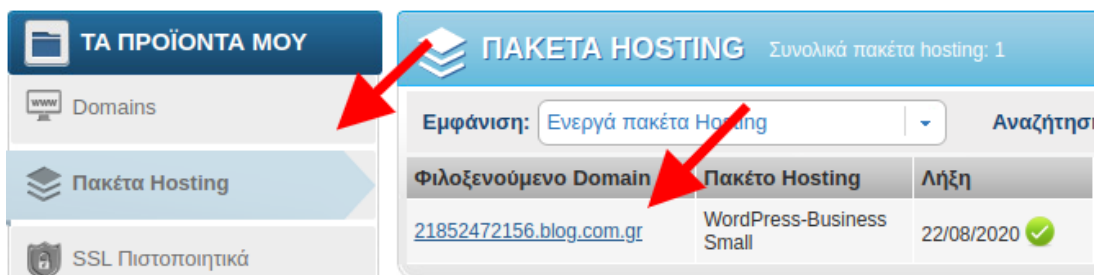 ΤΑ ΠΡΟΪΟΝΤΑ ΜΟΥ
www
Domains
Πακέτα Hosting
SSL Πιστοποιητικά
ΠΑΚΕΤΑ HOSTING Συνολικά πακέτα hosting: 1
Εμφάνιση: Ενεργά πακέτα Hosting
Φιλοξενούμενο Domain Πακέτο Hosting Λήξη
21852472156.blog.com.gr WordPress-Business Small 22/08/2020